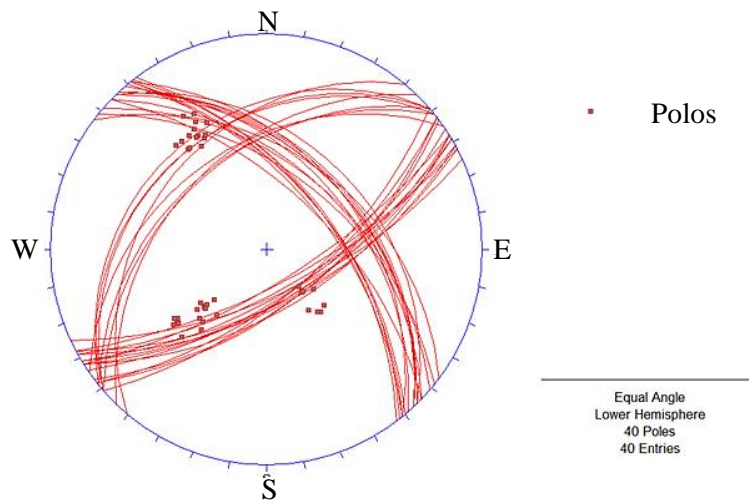 N
Polos
W
E
Equal Angle
Lower Hemisphere
40 Poles
40 Entries
S